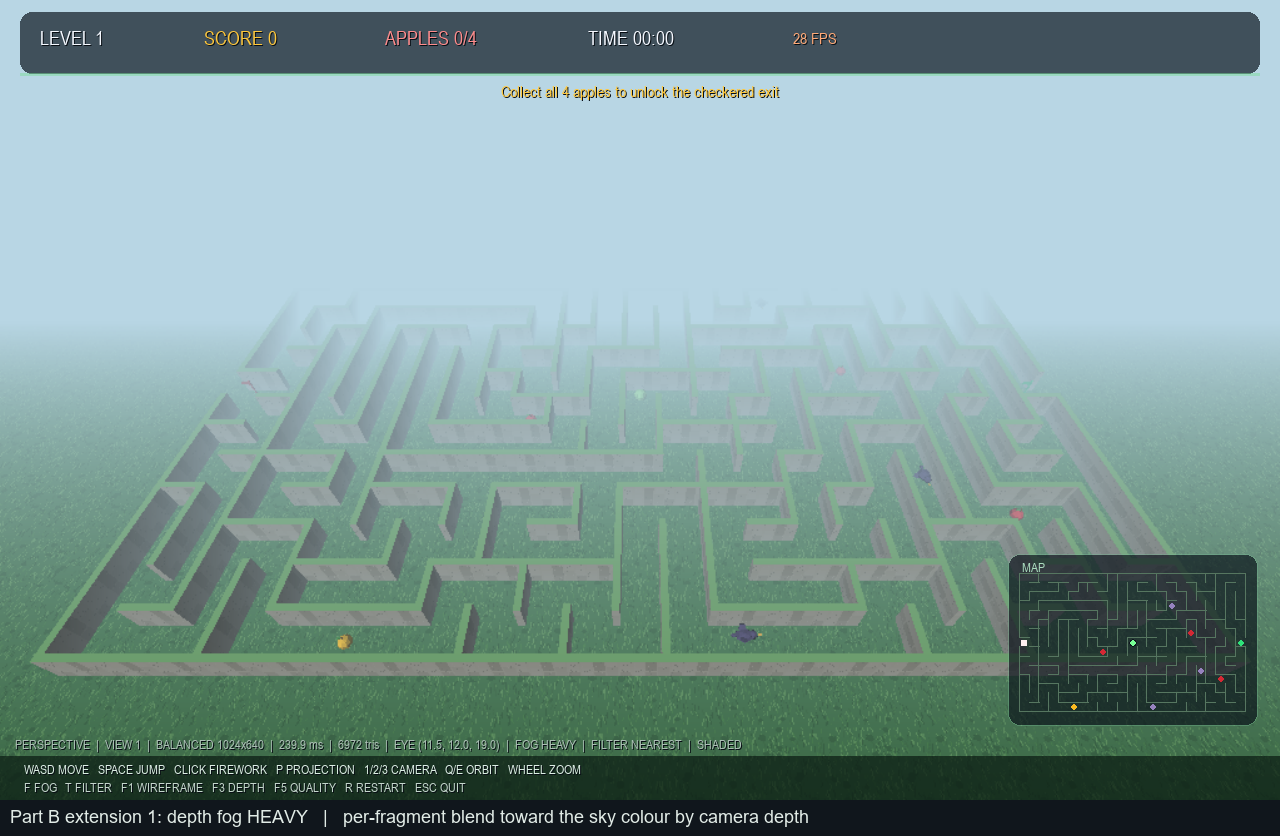 LEVEL 1 SCORE 0 APPLES 0/4 TIME 00:00 28 FPS
Collect all 4 apples to unlock the checkered exit
MAP
PERSPECTIVE | VIEW 1 | BALANCED 1024x640 | 239.9 ms | 6972 tris | EYE (11.5, 12.0, 19.0) | FOG HEAVY | FILTER NEAREST | SHADED
WASD MOVE SPACE JUMP CLICK FIREWORK P PROJECTION 1/2/3 CAMERA Q/E ORBIT WHEEL ZOOM
F FOG T FILTER F1 WIREFRAME F3 DEPTH F5 QUALITY R RESTART ESC QUIT
Part B extension 1: depth fog HEAVY | per-fragment blend toward the sky colour by camera depth